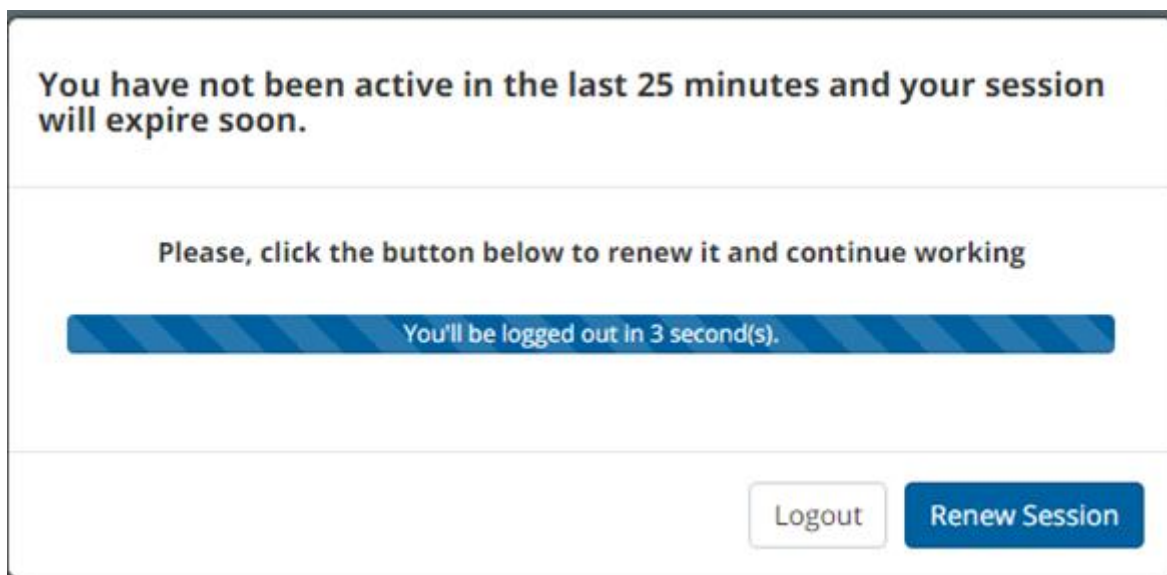 You have not been active in the last 25 minutes and your session
will expire soon.
Please, click the button below to renew it and continue working
You'll be logged out in 3 second(s).
Logout
Renew Session